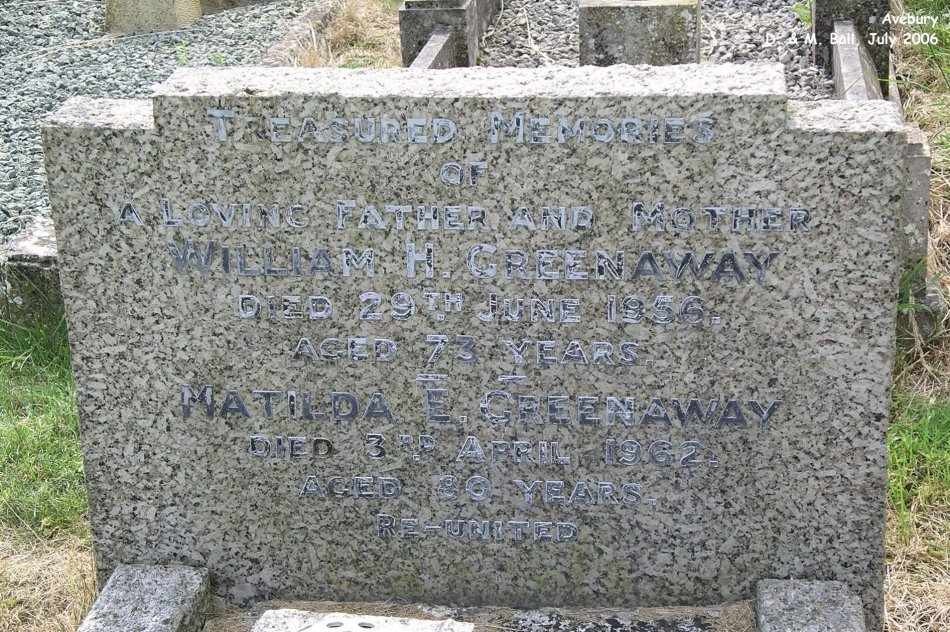 Avebury
D. & M. Ball, July 2006
TREASURED MEMORIES
OF
A LOVING FATHER AND MOTHER
WILLIAM H. GREENAWAY
DIED 29TH JUNE 1956.
AGED 73 YEARS.
MATILDA E. GREENAWAY
DIED 3RD APRIL 1962.
AGED 86 YEARS.
RE-UNITED